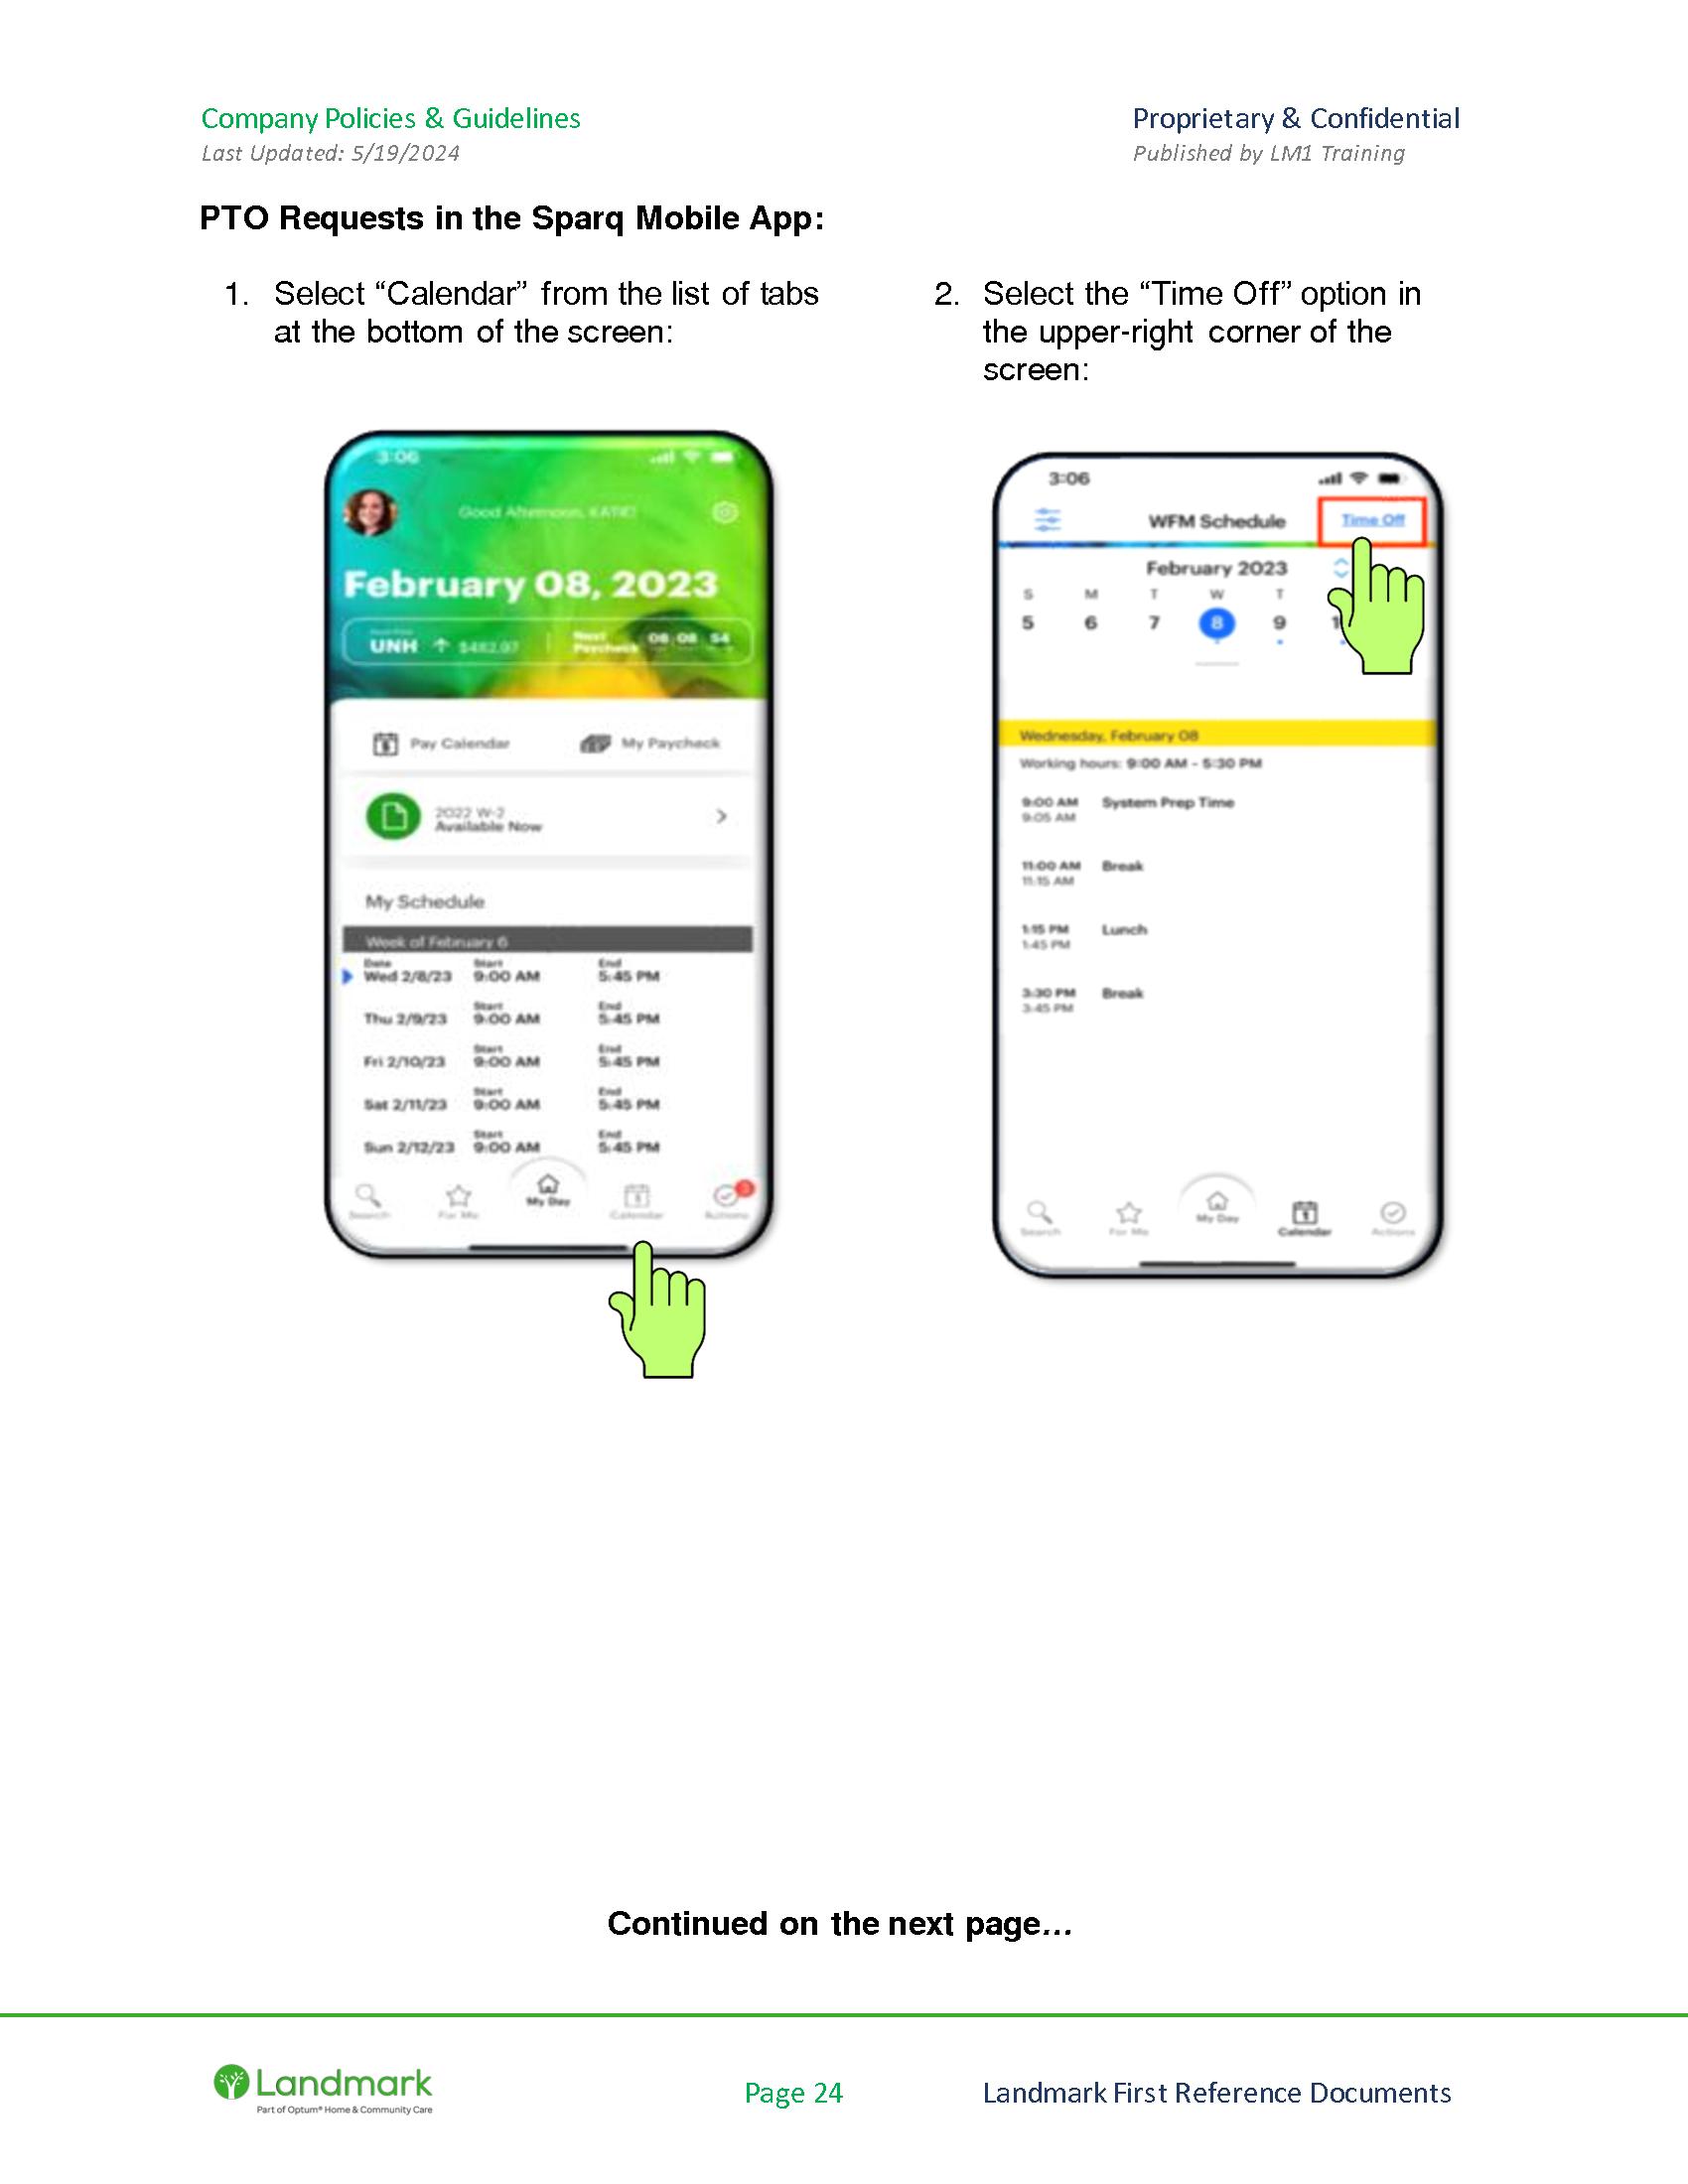 Company Policies & Guidelines
Proprietary & Confidential
Last Updated: 5/19/2024
Published by LM1 Training
PTO Requests in the Sparq Mobile App:
1. Select “Calendar” from the list of tabs
at the bottom of the screen:
2. Select the “Time Off” option in
the upper-right corner of the
screen:
3:06
Good Afternoon, KATIE!
February 08, 2023
UNH ↑ $482.97
Next
Paycheck
08 08 54
Pay Calendar
My Paycheck
2022 W-2
Available Now
My Schedule
Week of February 6
Date Start End
Wed 2/8/23 9:00 AM 5:45 PM
Start End
Thu 2/9/23 9:00 AM 5:45 PM
Start End
Fri 2/10/23 9:00 AM 5:45 PM
Start End
Sat 2/11/23 9:00 AM 5:45 PM
Start End
Sun 2/12/23 9:00 AM 5:45 PM
Search For Me My Day Calendar Actions
3:06
WFM Schedule
Time Off
February 2023
S M T W T
5 6 7 8 9 1
Wednesday, February 08
Working hours: 9:00 AM - 5:30 PM
9:00 AM System Prep Time
9:05 AM
11:00 AM Break
11:15 AM
1:15 PM Lunch
1:45 PM
3:30 PM Break
3:45 PM
Search For Me My Day Calendar Actions
Continued on the next page...
Landmark
Part of Optum® Home & Community Care
Page 24
Landmark First Reference Documents